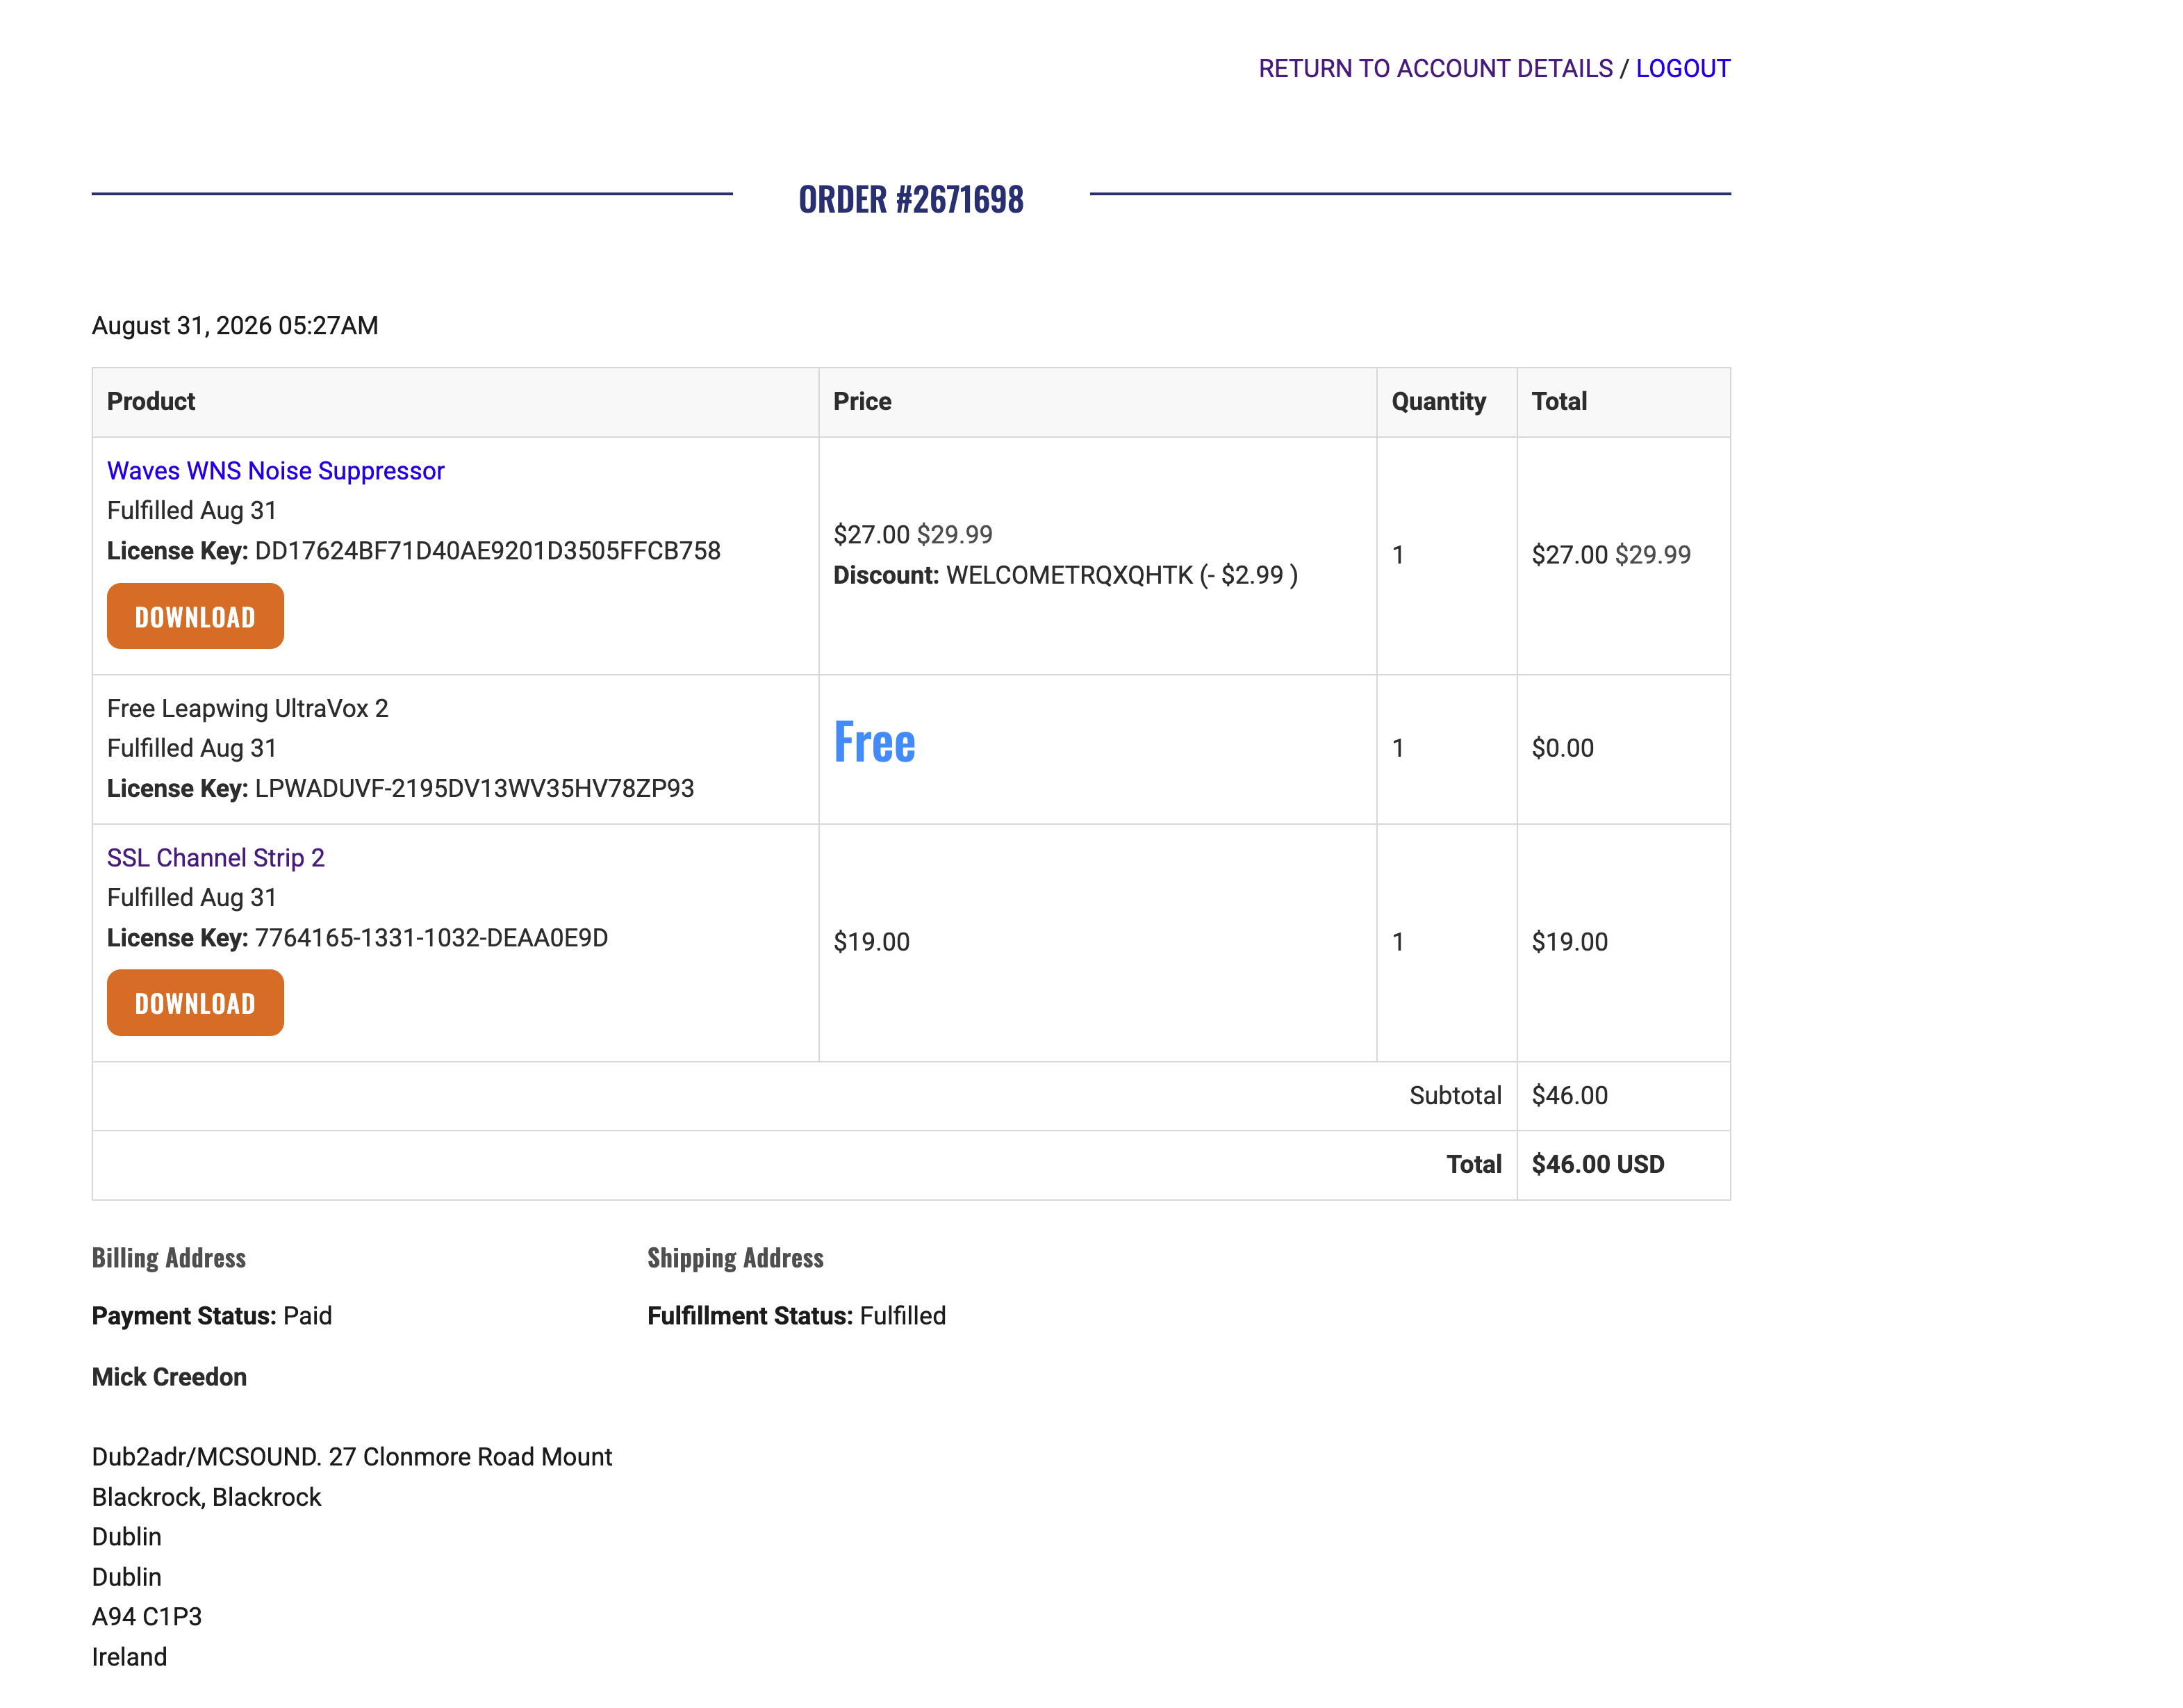 RETURN TO ACCOUNT DETAILS / LOGOUT
ORDER #2671698
August 31, 2026 05:27AM
Product Price Quantity Total
Waves WNS Noise Suppressor
Fulfilled Aug 31
License Key: DD17624BF71D40AE9201D3505FFCB758
DOWNLOAD
$27.00 $29.99
Discount: WELCOMETRQXQHTK (- $2.99 )
1
$27.00 $29.99
Free Leapwing UltraVox 2
Fulfilled Aug 31
License Key: LPWADUVF-2195DV13WV35HV78ZP93
Free
1
$0.00
SSL Channel Strip 2
Fulfilled Aug 31
License Key: 7764165-1331-1032-DEAA0E9D
DOWNLOAD
$19.00
1
$19.00
Subtotal $46.00
Total $46.00 USD
Billing Address
Payment Status: Paid
Mick Creedon
Dub2adr/MCSOUND. 27 Clonmore Road Mount
Blackrock, Blackrock
Dublin
Dublin
A94 C1P3
Ireland
Shipping Address
Fulfillment Status: Fulfilled